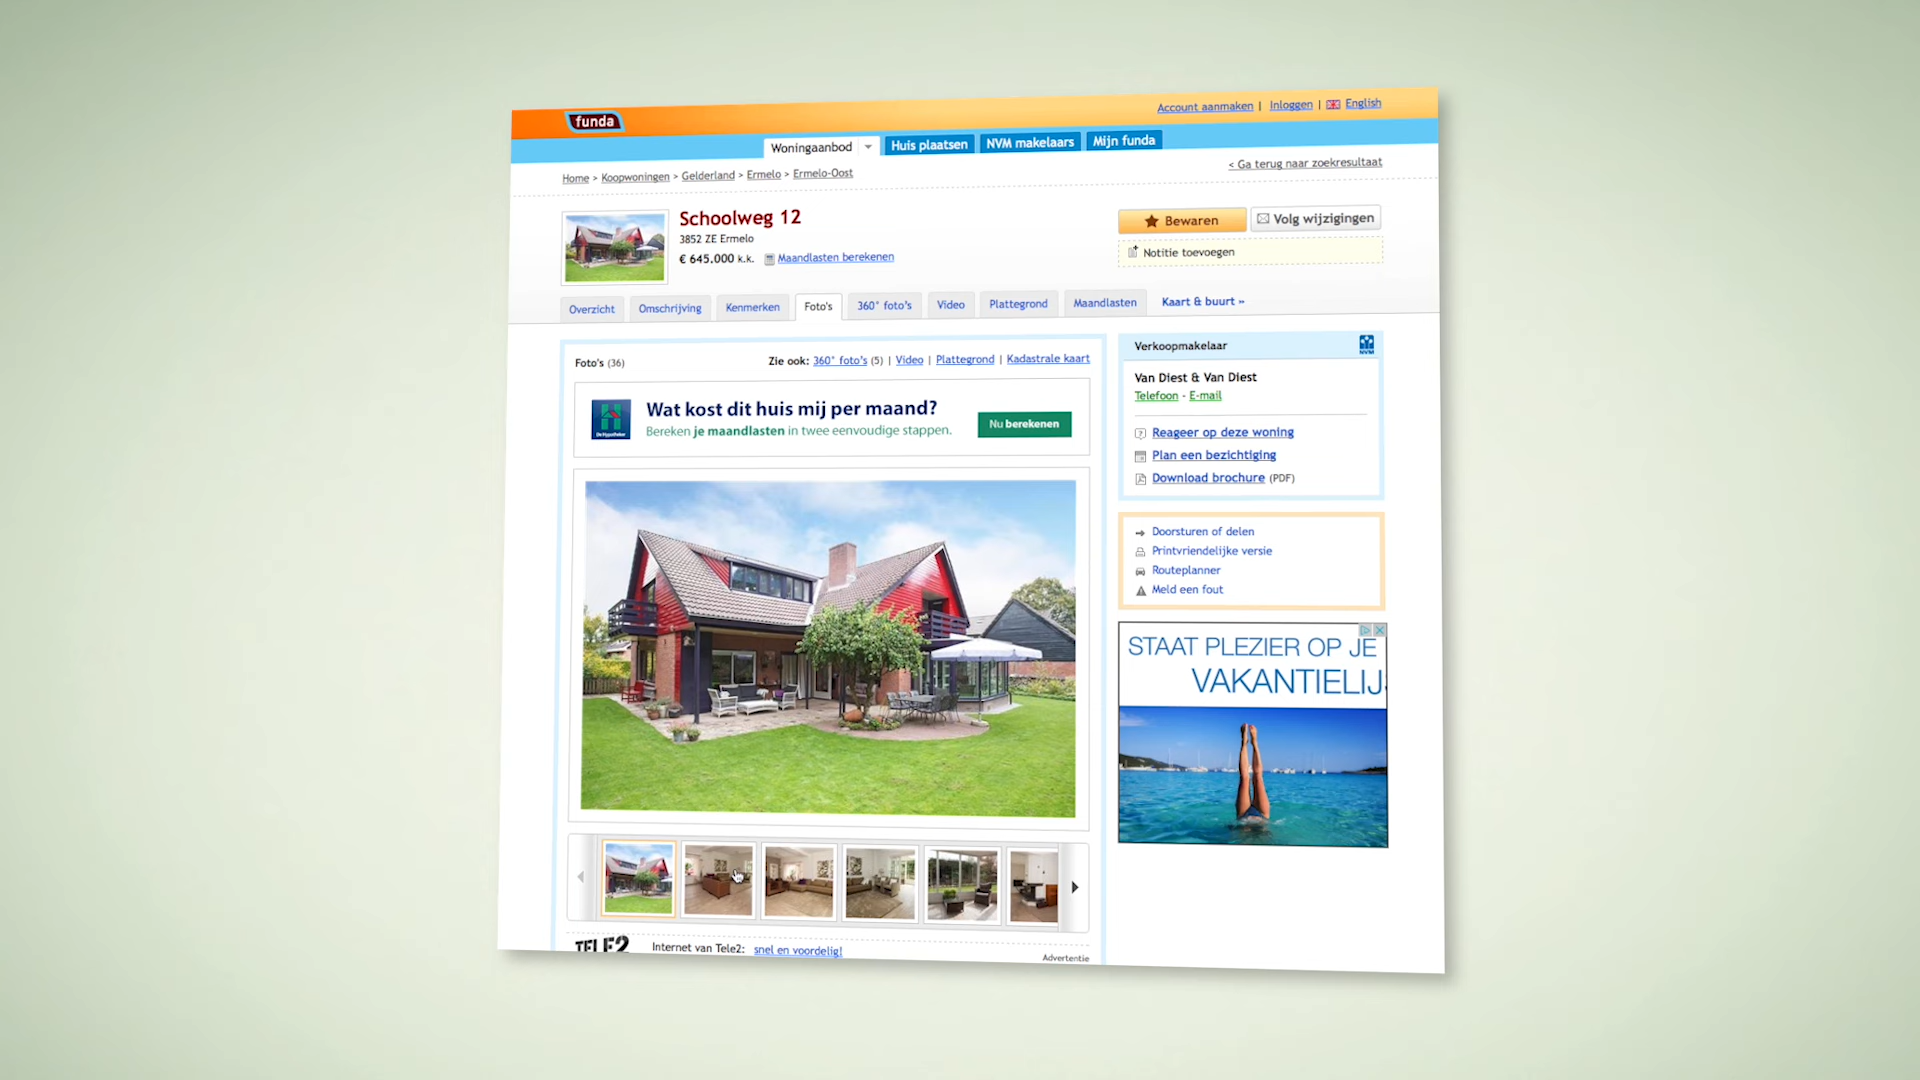 funda
Account aanmaken | Inloggen | English
Woningaanbod Huis plaatsen NVM makelaars Mijn funda
Home > Koopwoningen > Gelderland > Ermelo > Ermelo-Oost
< Ga terug naar zoekresultaat
Schoolweg 12
3852 ZE Ermelo
€ 645.000 k.k. Maandlasten berekenen
Bewaren Volg wijzigingen
Notitie toevoegen
Overzicht Omschrijving Kenmerken Foto's 360° foto's Video Plattegrond Maandlasten Kaart & buurt »
Foto's (36)
Zie ook: 360° foto's (5) | Video | Plattegrond | Kadastrale kaart
De Hypotheker
Wat kost dit huis mij per maand?
Bereken je maandlasten in twee eenvoudige stappen.
Nu berekenen
Verkoopmakelaar
NVM
Van Diest & Van Diest
Telefoon - E-mail
Reageer op deze woning
Plan een bezichtiging
Download brochure (PDF)
Doorsturen of delen
Printvriendelijke versie
Routeplanner
Meld een fout
STAAT PLEZIER OP JE
VAKANTIELIJ
TELE2
Internet van Tele2: snel en voordelig!
Advertentie